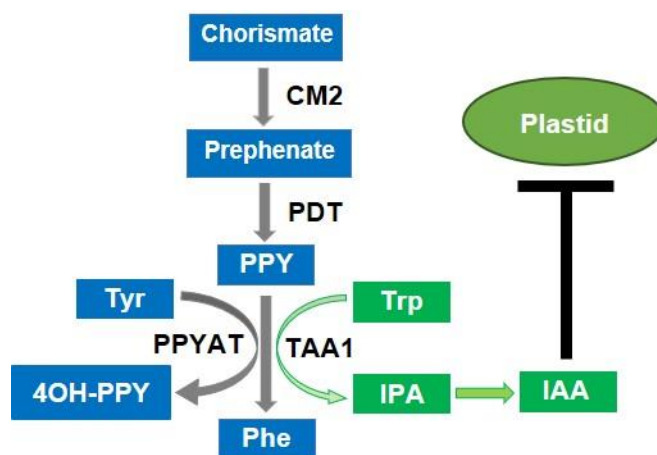 Chorismate
CM2
Plastid
Prephenate
PDT
PPY
Tyr
Trp
PPYAT
TAA1
4OH-PPY
IPA
IAA
Phe